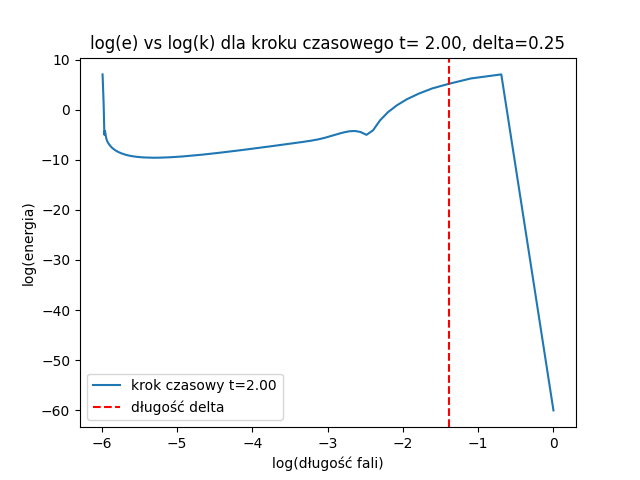 log(e) vs log(k) dla kroku czasowego t= 2.00, delta=0.25
10
0
−10
−20
−30
−40
−50
−60
log(energia)
krok czasowy t=2.00
długość delta
−6 −5 −4 −3 −2 −1 0
log(długość fali)